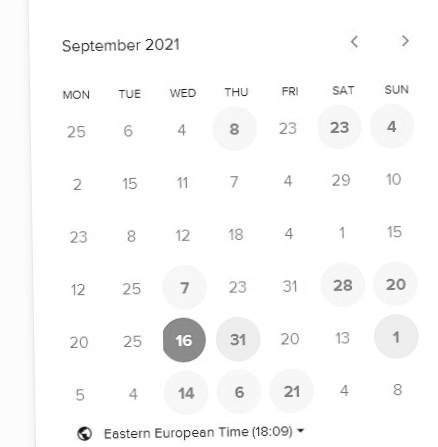 September 2021
MON TUE WED THU FRI SAT SUN
25 6 4 8 23 23 4
2 15 11 7 4 29 10
23 8 12 18 4 1 15
12 25 7 23 31 28 20
20 25 16 31 20 13 1
5 4 14 6 21 4 8
Eastern European Time (18:09)